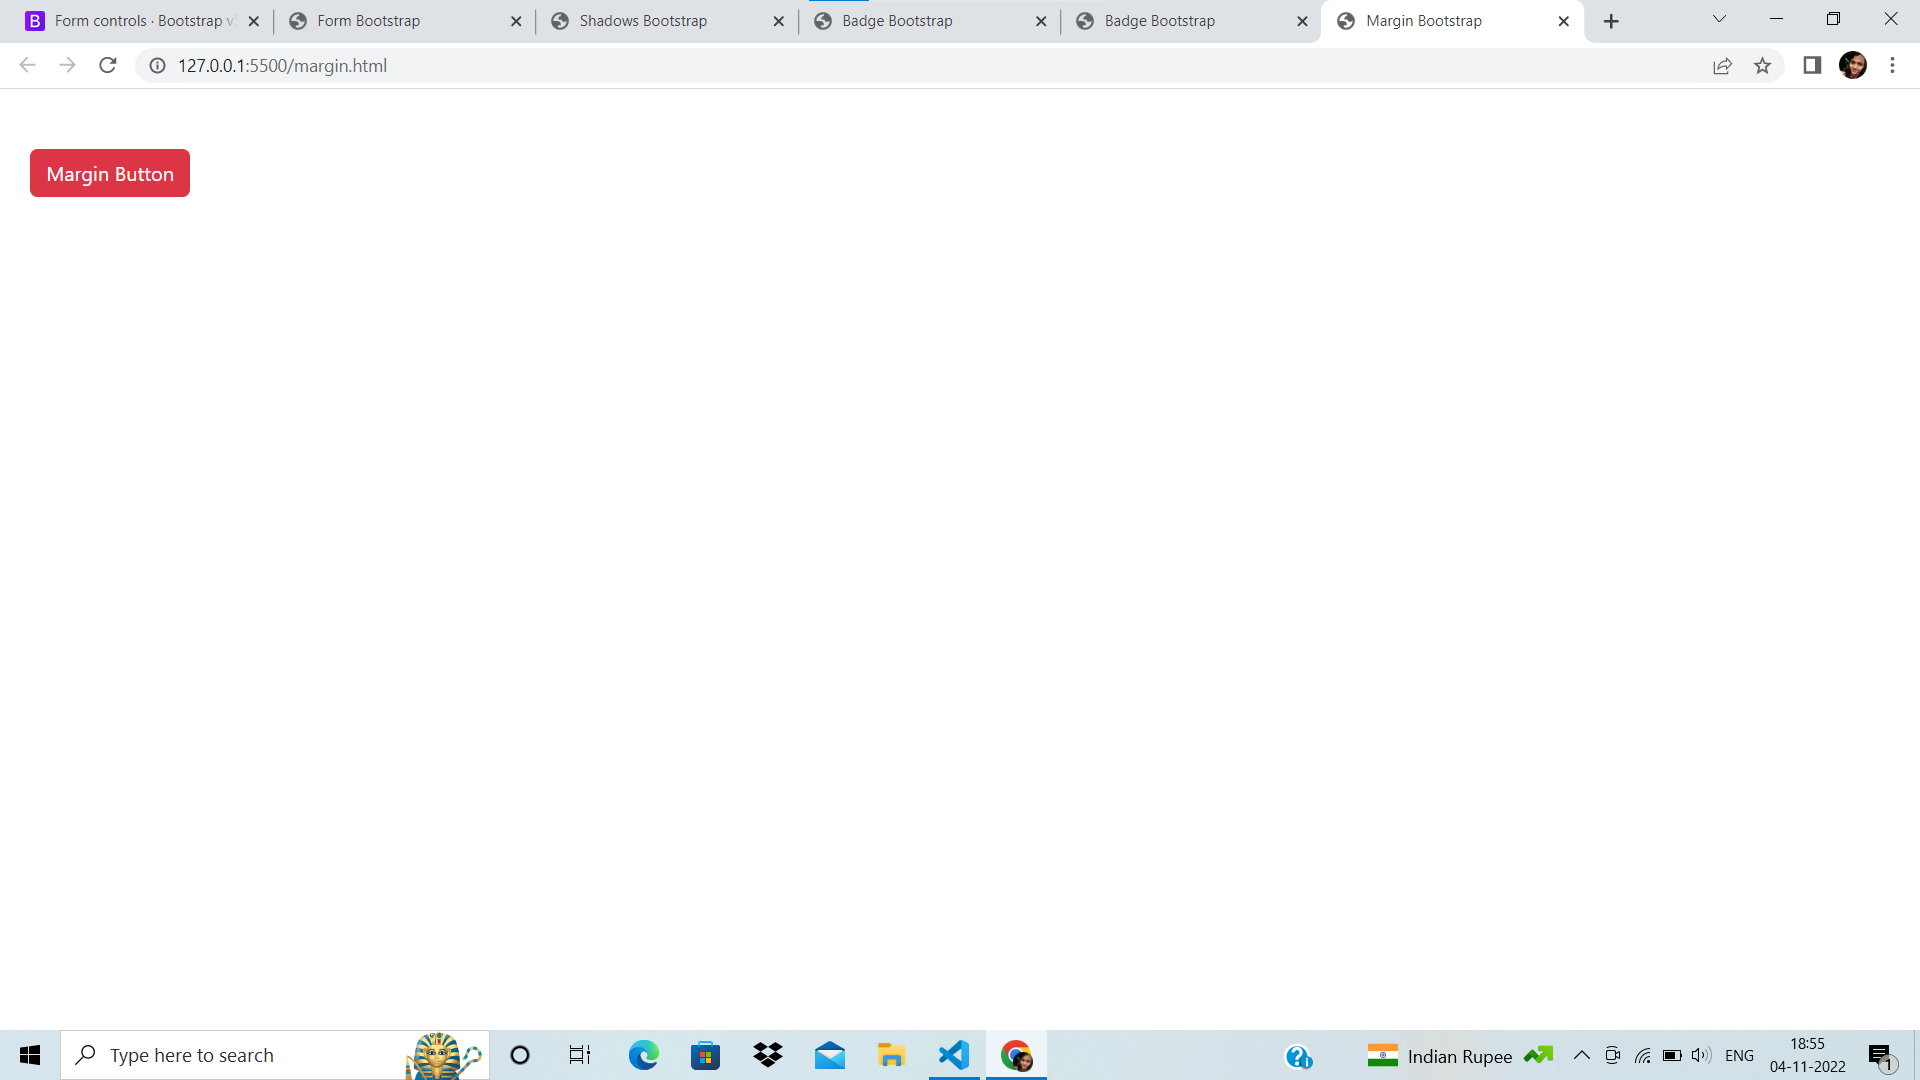 Form controls · Bootstrap v
Form Bootstrap
Shadows Bootstrap
Badge Bootstrap
Badge Bootstrap
Margin Bootstrap
127.0.0.1:5500/margin.html
Margin Button
Type here to search
Indian Rupee
ENG
18:55
04-11-2022
1